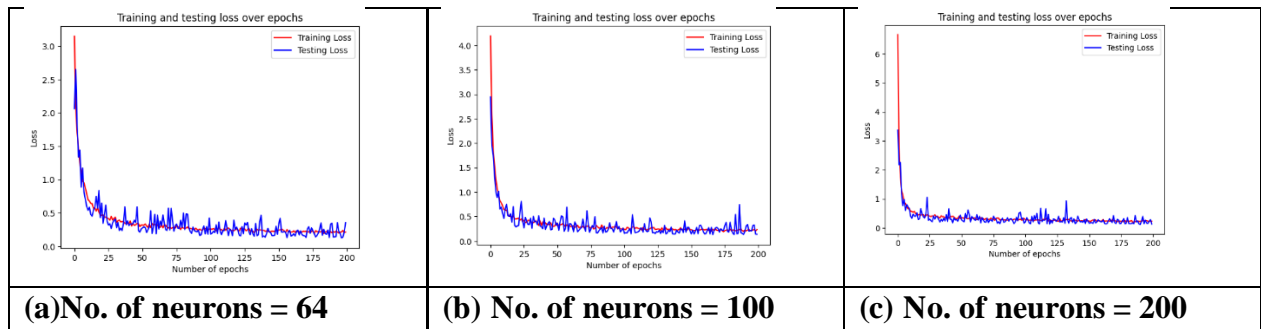 Training and testing loss over epochs
Training Loss
Testing Loss
3.0
2.5
2.0
1.5
1.0
0.5
0.0
Loss
0 25 50 75 100 125 150 175 200
Number of epochs
(a)No. of neurons = 64
Training and testing loss over epochs
Training Loss
Testing Loss
4.0
3.5
3.0
2.5
2.0
1.5
1.0
0.5
0.0
Loss
0 25 50 75 100 125 150 175 200
Number of epochs
(b) No. of neurons = 100
Training and testing loss over epochs
Training Loss
Testing Loss
6
5
4
3
2
1
0
Loss
0 25 50 75 100 125 150 175 200
Number of epochs
(c) No. of neurons = 200